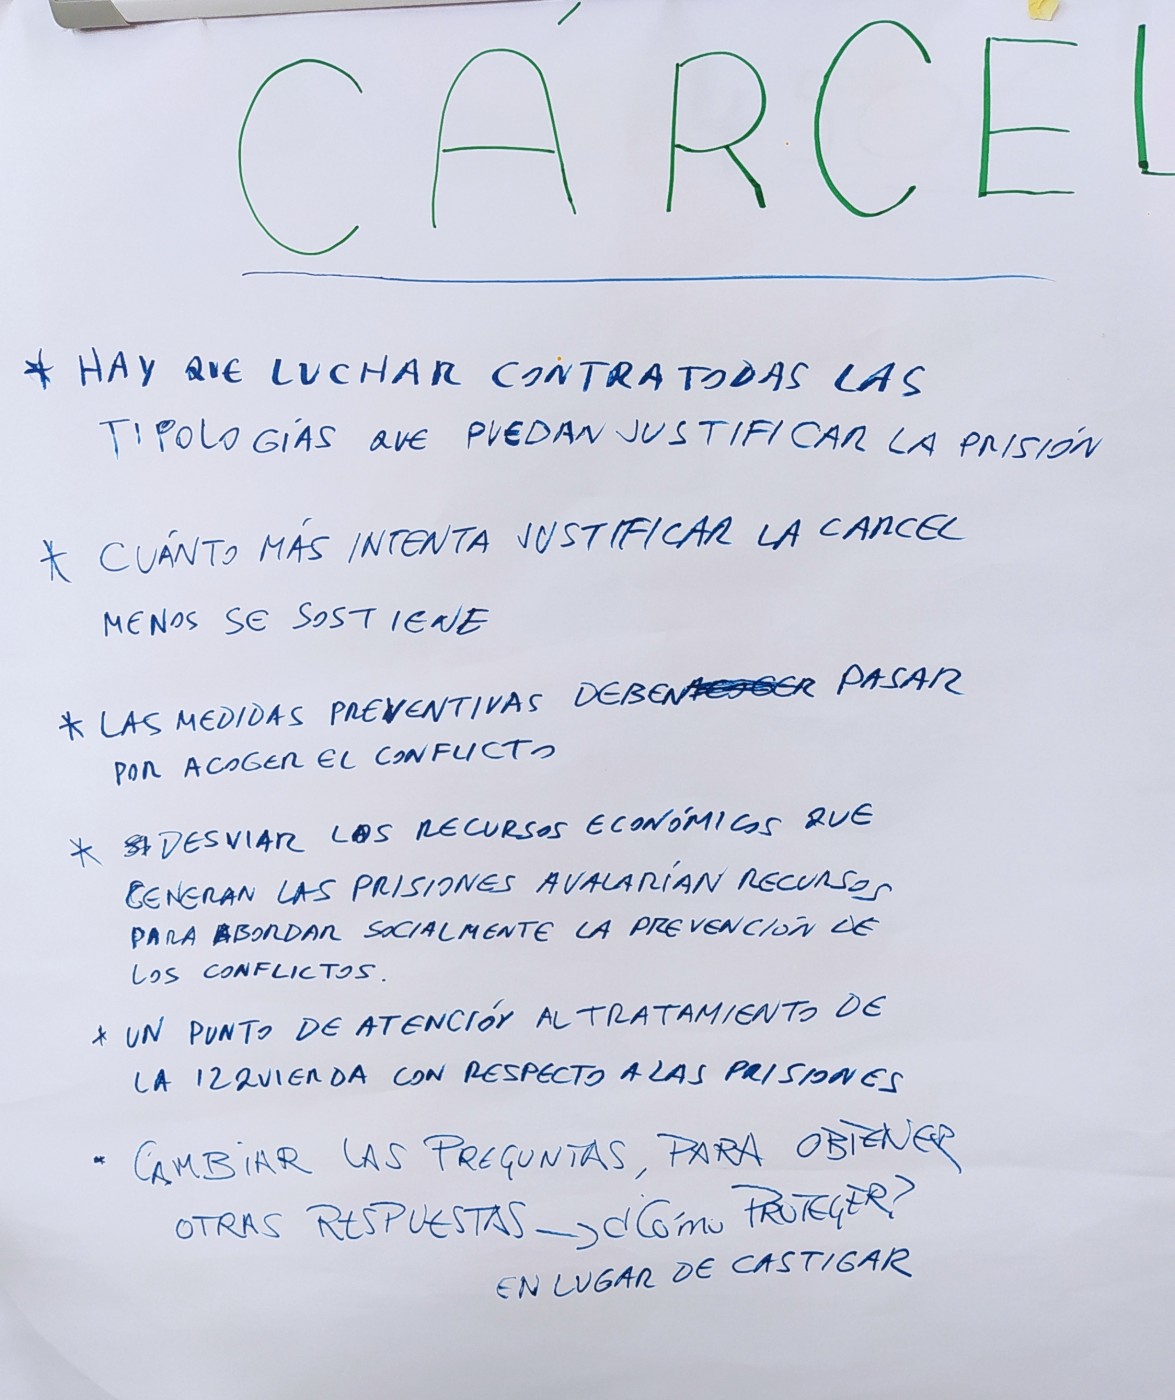 CÁRCEL
* HAY QUE LUCHAR CONTRA TODAS LAS
TIPOLOGÍAS QUE PUEDAN JUSTIFICAR LA PRISIÓN
* CUÁNTO MÁS INTENTA JUSTIFICAR LA CARCEL
MENOS SE SOSTIENE
* LAS MEDIDAS PREVENTIVAS DEBEN PASAR
POR ACOGER EL CONFLICTO
* DESVIAR LOS RECURSOS ECONÓMICOS QUE
GENERAN LAS PRISIONES AVALARÍAN RECURSOS
PARA ABORDAR SOCIALMENTE LA PREVENCIÓN DE
LOS CONFLICTOS.
* UN PUNTO DE ATENCIÓN AL TRATAMIENTO DE
LA IZQUIERDA CON RESPECTO A LAS PRISIONES
· CAMBIAR LAS PREGUNTAS, PARA OBTENER
OTRAS RESPUESTAS → ¿Cómo PROTEGER?
EN LUGAR DE CASTIGAR